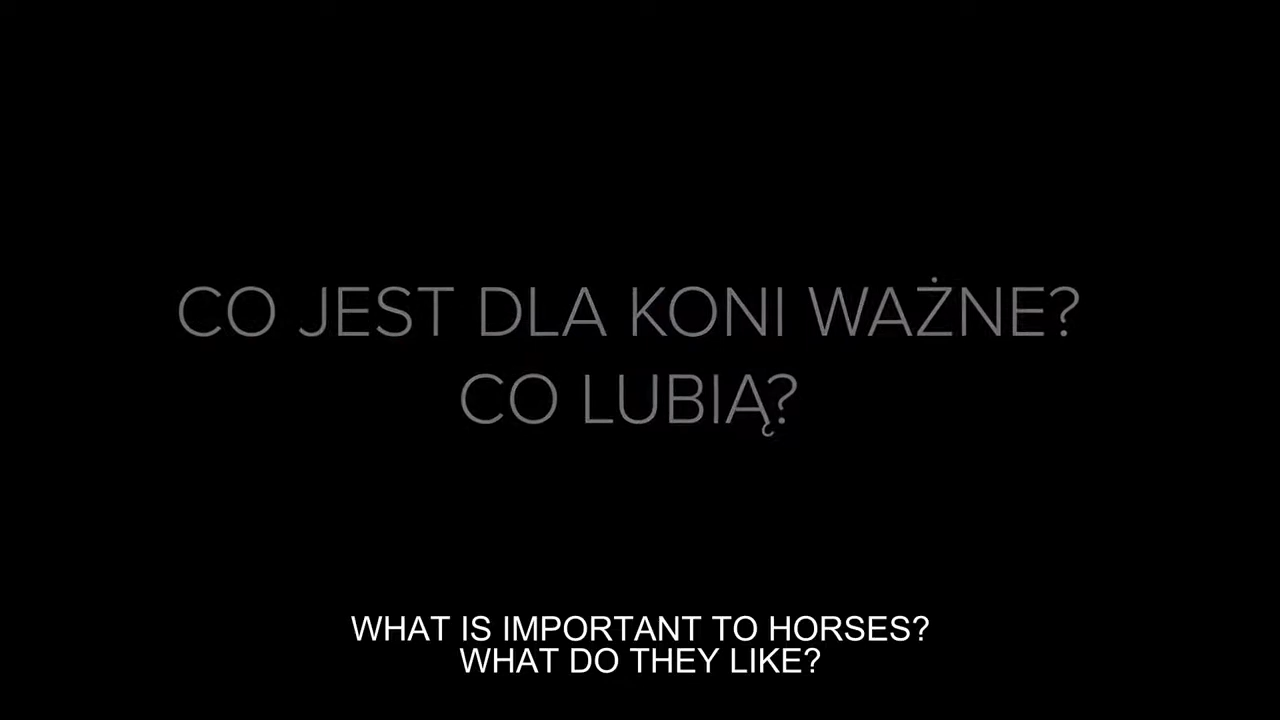 CO JEST DLA KONI WAŻNE?
CO LUBIĄ?
WHAT IS IMPORTANT TO HORSES?
WHAT DO THEY LIKE?